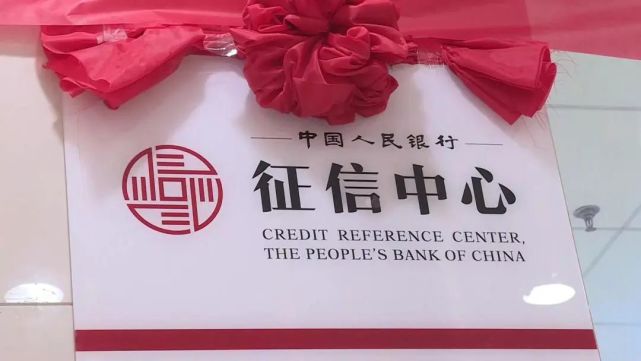 中国人民银行
征信中心
CREDIT REFERENCE CENTER,
THE PEOPLE'S BANK OF CHINA